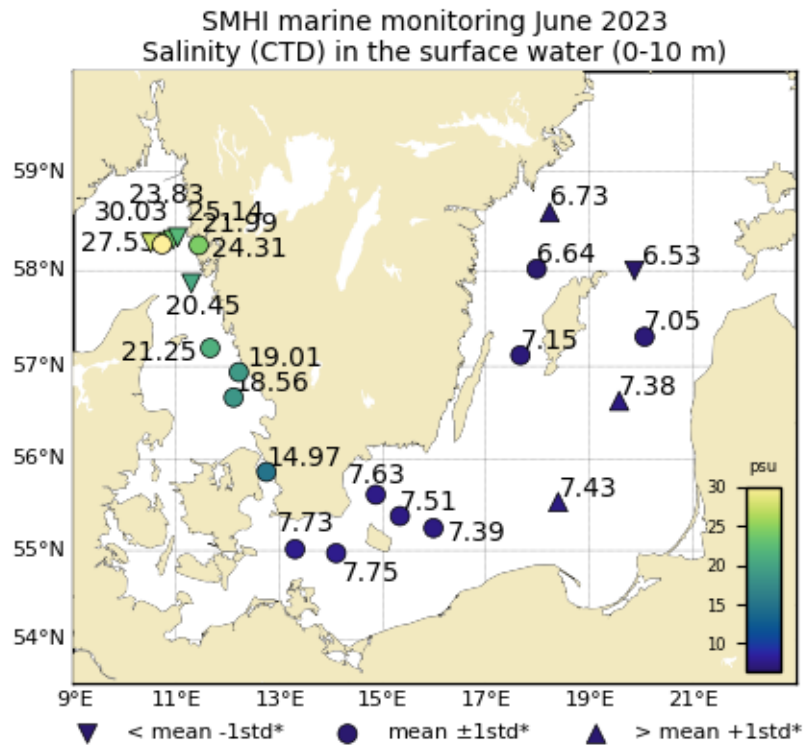 SMHI marine monitoring June 2023
Salinity (CTD) in the surface water (0-10 m)
59°N
58°N
57°N
56°N
55°N
54°N
23.83
30.03
25.14
21.99
27.53
24.31
20.45
21.25
19.01
18.56
14.97
7.73
7.75
7.63
7.51
7.39
6.73
6.64
6.53
7.15
7.05
7.38
7.43
psu
30
25
20
15
10
9°E 11°E 13°E 15°E 17°E 19°E 21°E
< mean -1std* mean ±1std* > mean +1std*